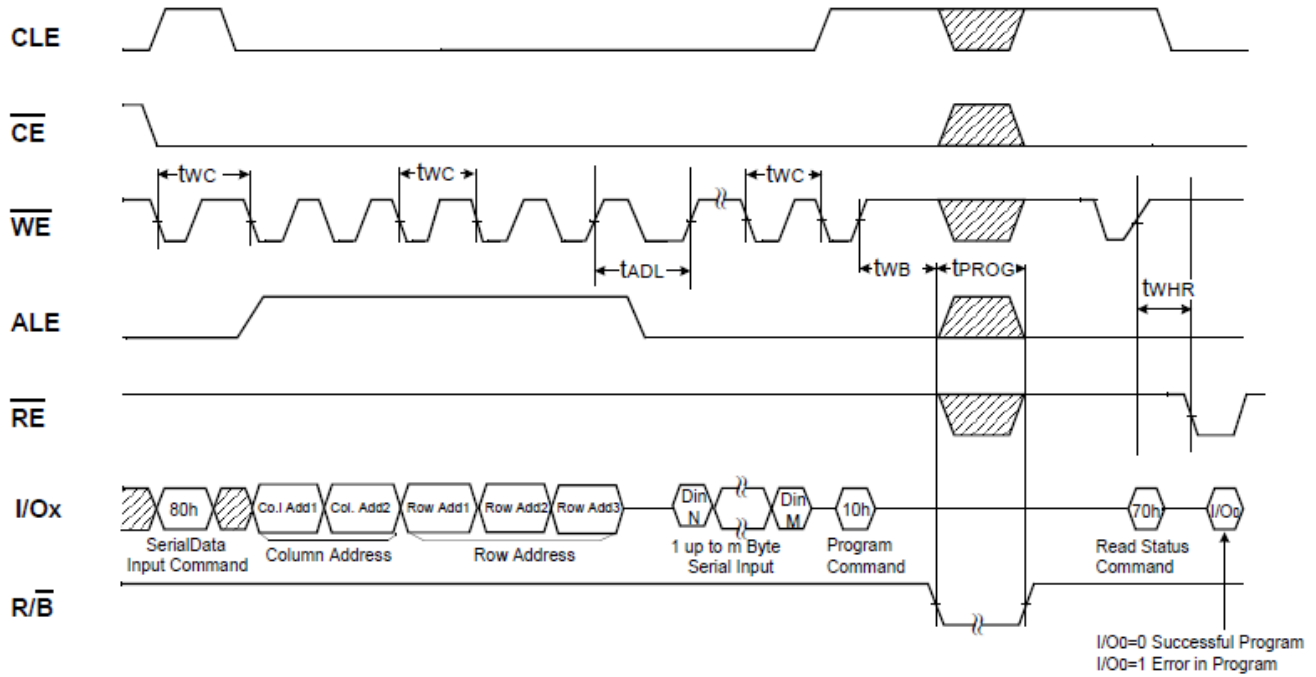 CLE
CE
tWC
tWC
tWC
WE
tADL
tWB
tPROG
tWHR
ALE
RE
I/Ox
80h
Co.l Add1
Col. Add2
Row Add1
Row Add2
Row Add3
Din
N
Din
M
10h
70h
I/O0
SerialData
Input Command
Column Address
Row Address
1 up to m Byte
Serial Input
Program
Command
Read Status
Command
R/B
I/O0=0 Successful Program
I/O0=1 Error in Program